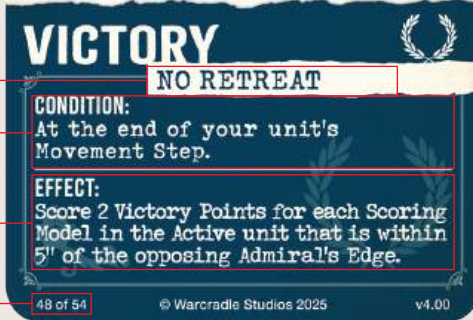 VICTORY
NO RETREAT
CONDITION:
At the end of your unit's
Movement Step.
EFFECT:
Score 2 Victory Points for each Scoring
Model in the Active unit that is within
5" of the opposing Admiral's Edge.
48 of 54 © Warcradle Studios 2025 v4.00